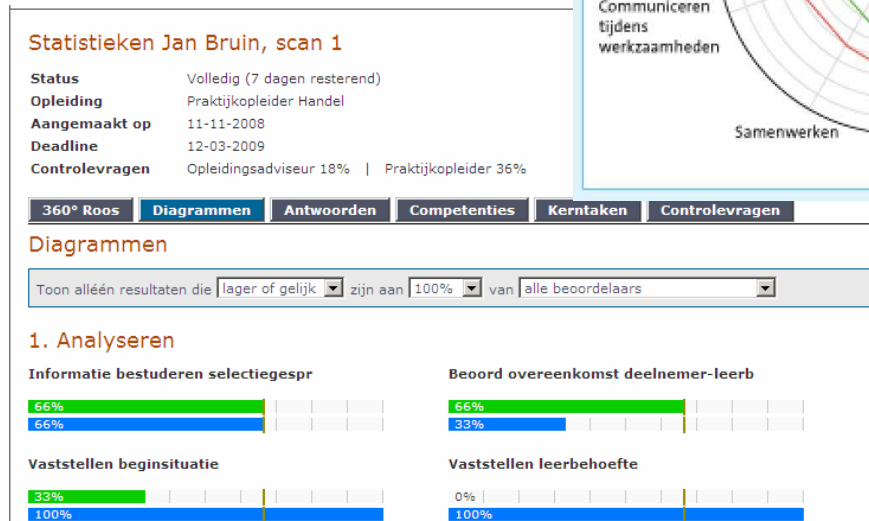 Communiceren
tijdens
werkzaamheden
Samenwerken
Statistieken Jan Bruin, scan 1
Status Volledig (7 dagen resterend)
Opleiding Praktijkopleider Handel
Aangemaakt op 11-11-2008
Deadline 12-03-2009
Controlevragen Opleidingsadviseur 18% | Praktijkopleider 36%
360° Roos Diagrammen Antwoorden Competenties Kerntaken Controlevragen
Diagrammen
Toon alléén resultaten die lager of gelijk zijn aan 100% van alle beoordelaars
1. Analyseren
Informatie bestuderen selectiegespr Beoord overeenkomst deelnemer-leerb
66% 66%
66% 33%
Vaststellen beginsituatie Vaststellen leerbehoefte
33% 0%
100% 100%